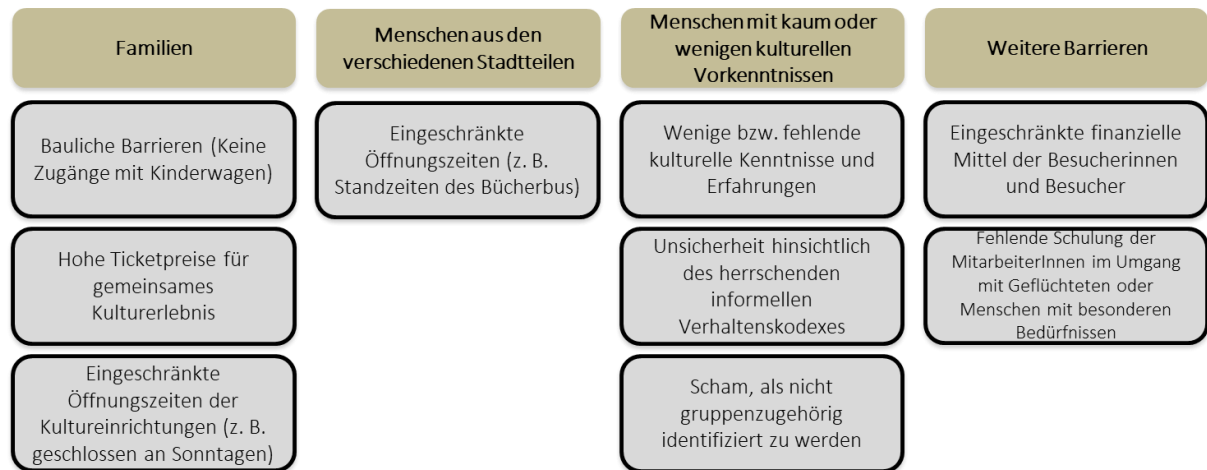 Familien
Bauliche Barrieren (Keine
Zugänge mit Kinderwagen)
Hohe Ticketpreise für
gemeinsames
Kulturerlebnis
Eingeschränkte
Öffnungszeiten der
Kultureinrichtungen (z. B.
geschlossen an Sonntagen)
Menschen aus den
verschiedenen Stadtteilen
Eingeschränkte
Öffnungszeiten (z. B.
Standzeiten des Bücherbus)
Menschen mit kaum oder
wenigen kulturellen
Vorkenntnissen
Wenige bzw. fehlende
kulturelle Kenntnisse und
Erfahrungen
Unsicherheit hinsichtlich
des herrschenden
informellen
Verhaltenskodexes
Scham, als nicht
gruppenzugehörig
identifiziert zu werden
Weitere Barrieren
Eingeschränkte finanzielle
Mittel der Besucherinnen
und Besucher
Fehlende Schulung der
MitarbeiterInnen im Umgang
mit Geflüchteten oder
Menschen mit besonderen
Bedürfnissen